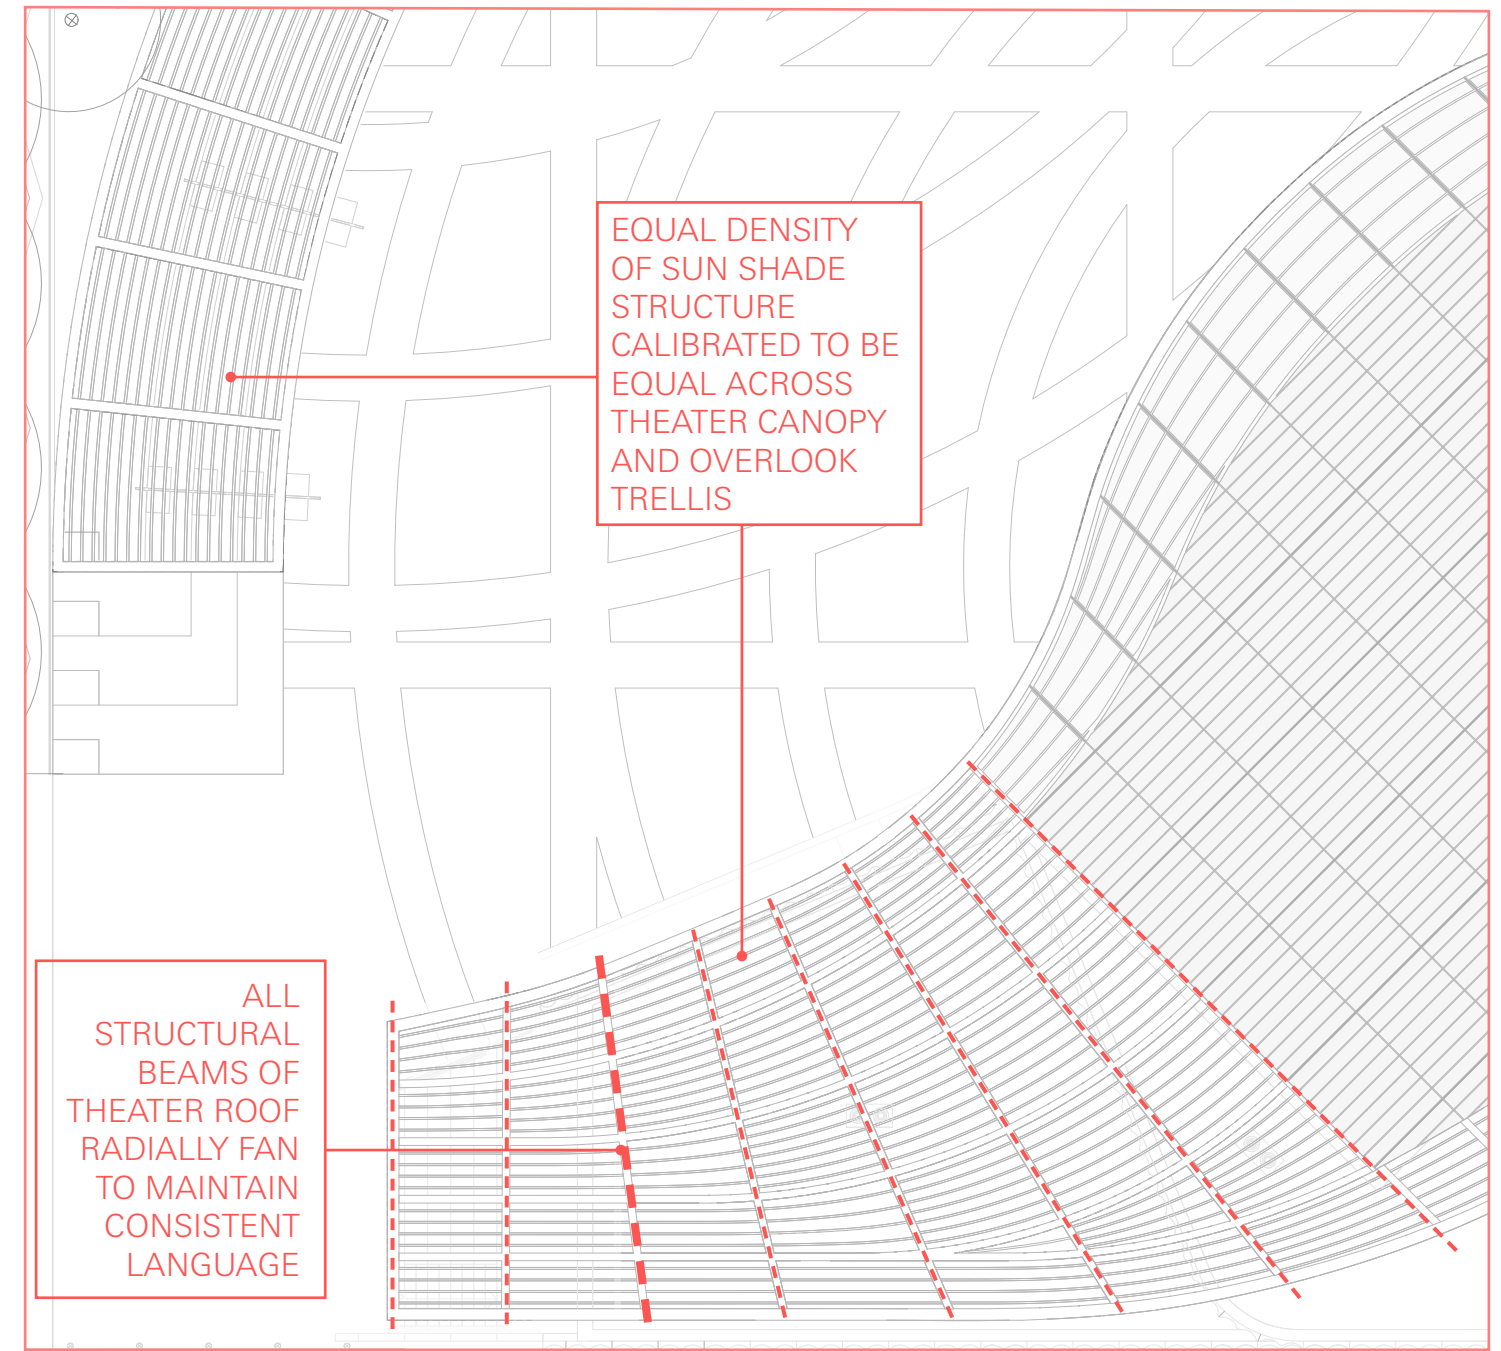 EQUAL DENSITY
OF SUN SHADE
STRUCTURE
CALIBRATED TO BE
EQUAL ACROSS
THEATER CANOPY
AND OVERLOOK
TRELLIS
ALL
STRUCTURAL
BEAMS OF
THEATER ROOF
RADIALLY FAN
TO MAINTAIN
CONSISTENT
LANGUAGE